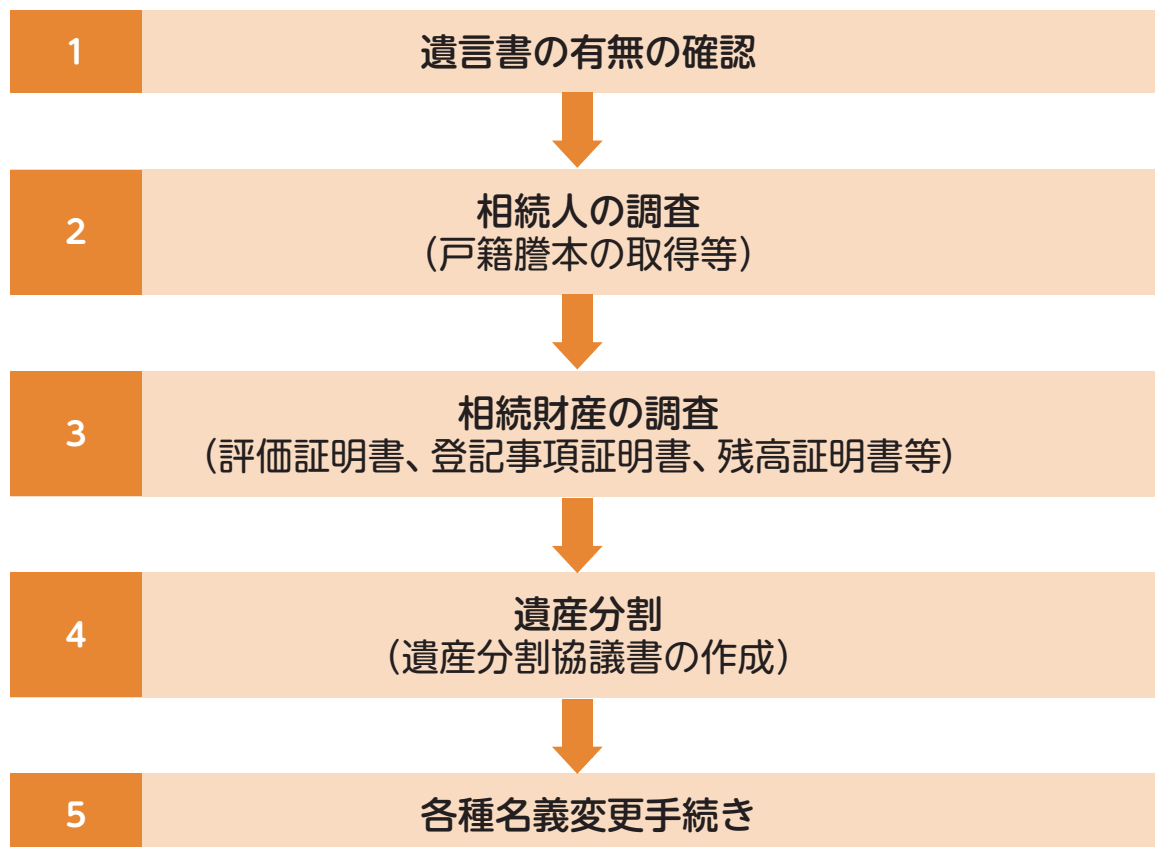 1
遺言書の有無の確認
2
相続人の調査
（戸籍謄本の取得等）
3
相続財産の調査
（評価証明書、登記事項証明書、残高証明書等）
4
遺産分割
（遺産分割協議書の作成）
5
各種名義変更手続き